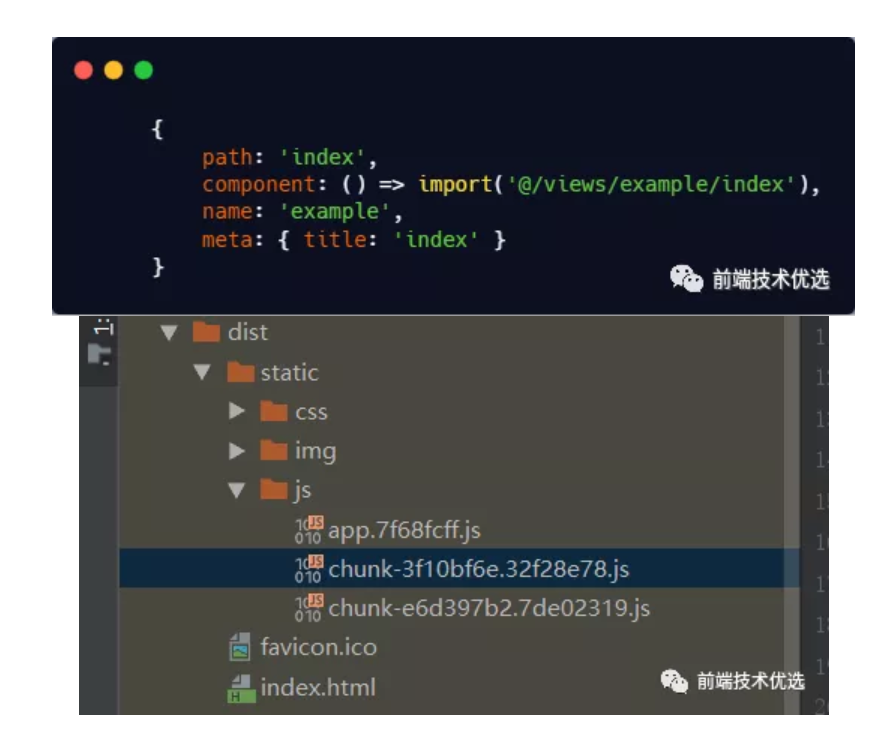 {
path: 'index',
component: () => import('@/views/example/index'),
name: 'example',
meta: { title: 'index' }
}
前端技术优选
1:
dist
static
css
img
js
app.7f68fcff.js
chunk-3f10bf6e.32f28e78.js
chunk-e6d397b2.7de02319.js
favicon.ico
index.html
前端技术优选